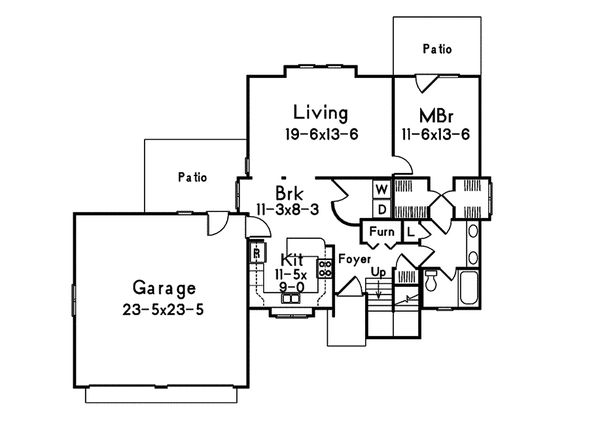 Patio
Living
19-6x13-6
MBr
11-6x13-6
Patio
Brk
11-3x8-3
W
D
Furn
L
Kit
11-5x
9-0
R
Foyer
Up
Garage
23-5x23-5